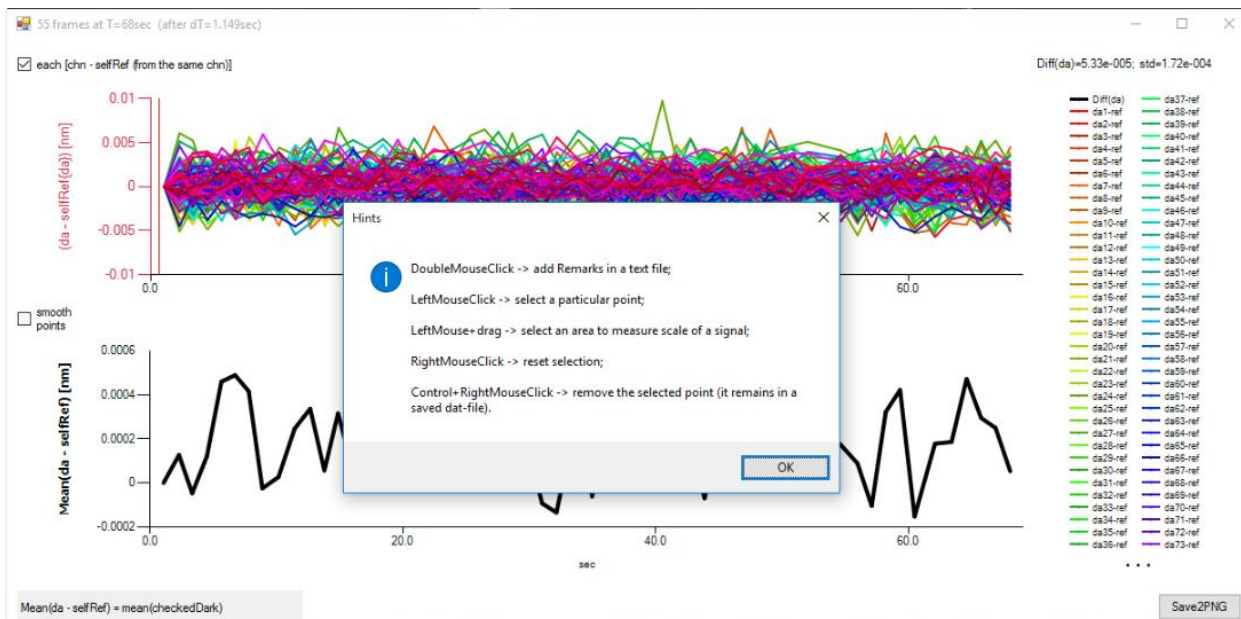 55 frames at T=68sec (after dT=1.149sec)
each [chn - selfRef (from the same chn)]
Diff(da)=5.33e-005; std=1.72e-004
(da - selfRef{da}) [nm]
0.01
0.005
0
-0.005
-0.01
0.0
60.0
Hints
DoubleMouseClick -> add Remarks in a text file;
LeftMouseClick -> select a particular point;
LeftMouse+drag -> select an area to measure scale of a signal;
RightMouseClick -> reset selection;
Control+RightMouseClick -> remove the selected point (it remains in a
saved dat-file).
OK
smooth
points
Mean(da - selfRef) [nm]
0.0006
0.0004
0.0002
0
-0.0002
0.0
20.0
40.0
60.0
sec
Diff(da)
da1-ref
da2-ref
da3-ref
da4-ref
da5-ref
da6-ref
da7-ref
da8-ref
da9-ref
da10-ref
da11-ref
da12-ref
da13-ref
da14-ref
da15-ref
da16-ref
da17-ref
da18-ref
da19-ref
da20-ref
da21-ref
da22-ref
da23-ref
da24-ref
da25-ref
da26-ref
da27-ref
da28-ref
da29-ref
da30-ref
da31-ref
da32-ref
da33-ref
da34-ref
da35-ref
da36-ref
da37-ref
da38-ref
da39-ref
da40-ref
da41-ref
da42-ref
da43-ref
da44-ref
da45-ref
da46-ref
da47-ref
da48-ref
da49-ref
da50-ref
da51-ref
da52-ref
da53-ref
da54-ref
da55-ref
da56-ref
da57-ref
da58-ref
da59-ref
da60-ref
da61-ref
da62-ref
da63-ref
da64-ref
da65-ref
da66-ref
da67-ref
da68-ref
da69-ref
da70-ref
da71-ref
da72-ref
da73-ref
...
Mean(da - selfRef) = mean(checkedDark)
Save2PNG